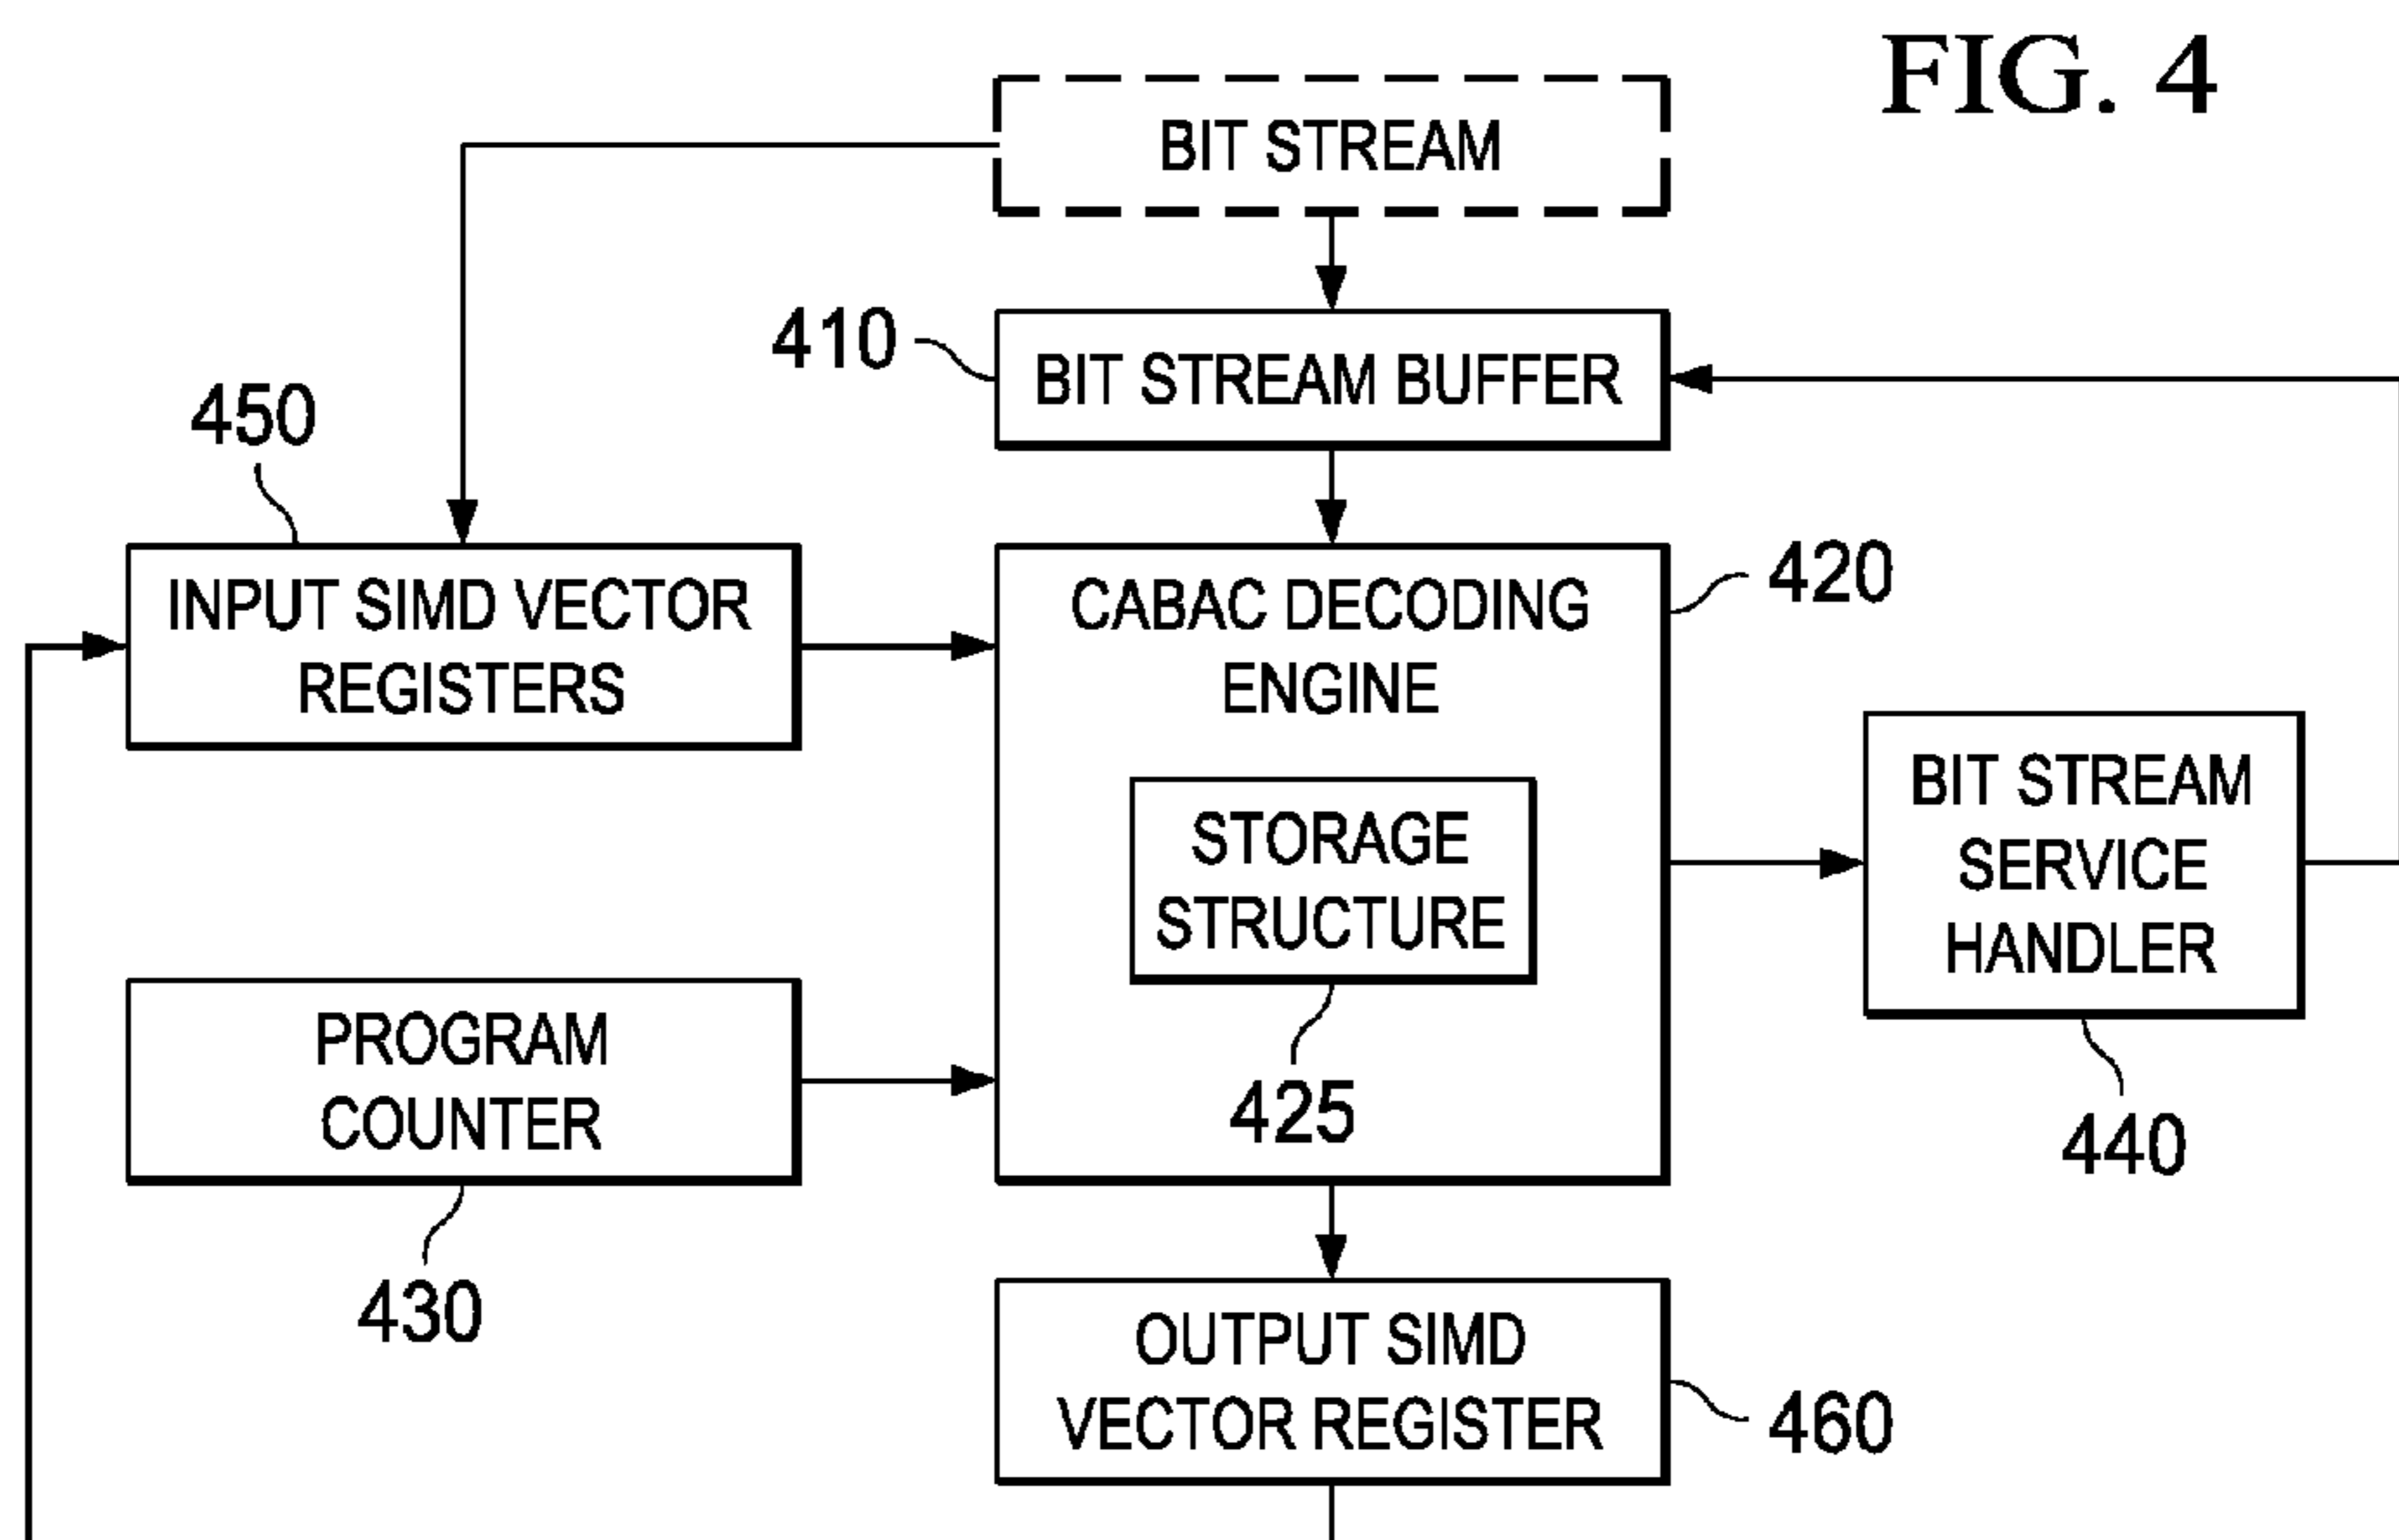 FIG. 4
BIT STREAM
410
BIT STREAM BUFFER
450
INPUT SIMD VECTOR
REGISTERS
CABAC DECODING
ENGINE
420
STORAGE
STRUCTURE
425
BIT STREAM
SERVICE
HANDLER
440
PROGRAM
COUNTER
430
OUTPUT SIMD
VECTOR REGISTER
460